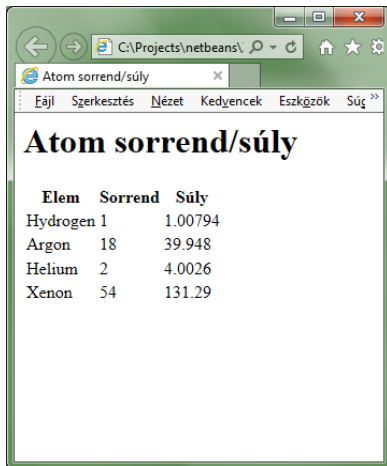 C:\Projects\netbeans\
Atom sorrend/súly
Fájl Szerkesztés Nézet Kedvencek Eszközök
Atom sorrend/súly
Elem Sorrend Súly
Hydrogen 1 1.00794
Argon 18 39.948
Helium 2 4.0026
Xenon 54 131.29